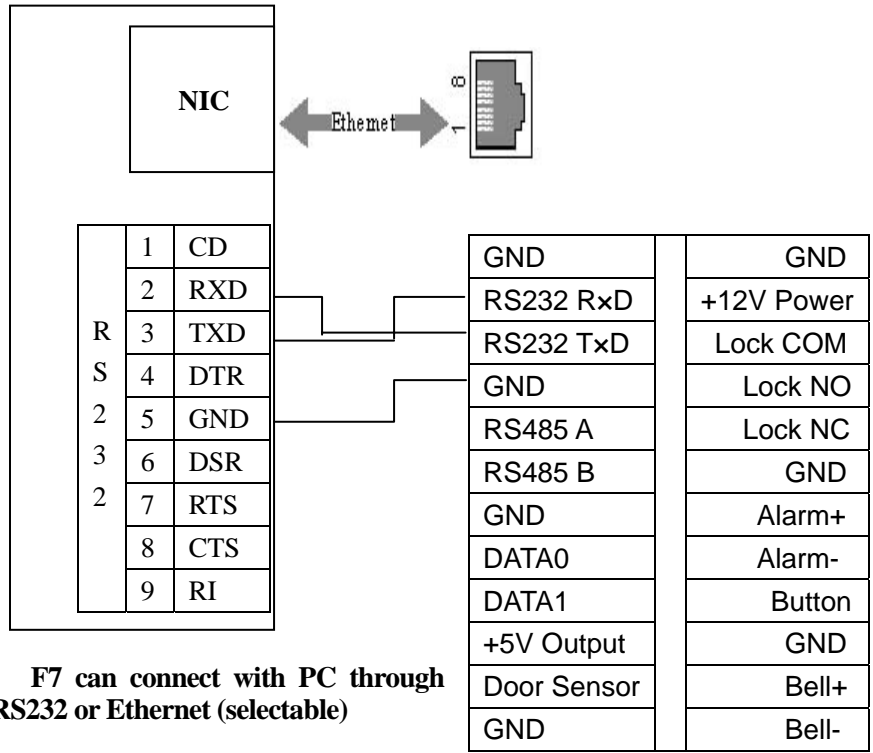 NIC
Ethernet
8
1
RS232
1 CD
2 RXD
3 TXD
4 DTR
5 GND
6 DSR
7 RTS
8 CTS
9 RI
GND GND
RS232 R×D +12V Power
RS232 T×D Lock COM
GND Lock NO
RS485 A Lock NC
RS485 B GND
GND Alarm+
DATA0 Alarm-
DATA1 Button
+5V Output GND
Door Sensor Bell+
GND Bell-
F7 can connect with PC through
RS232 or Ethernet (selectable)